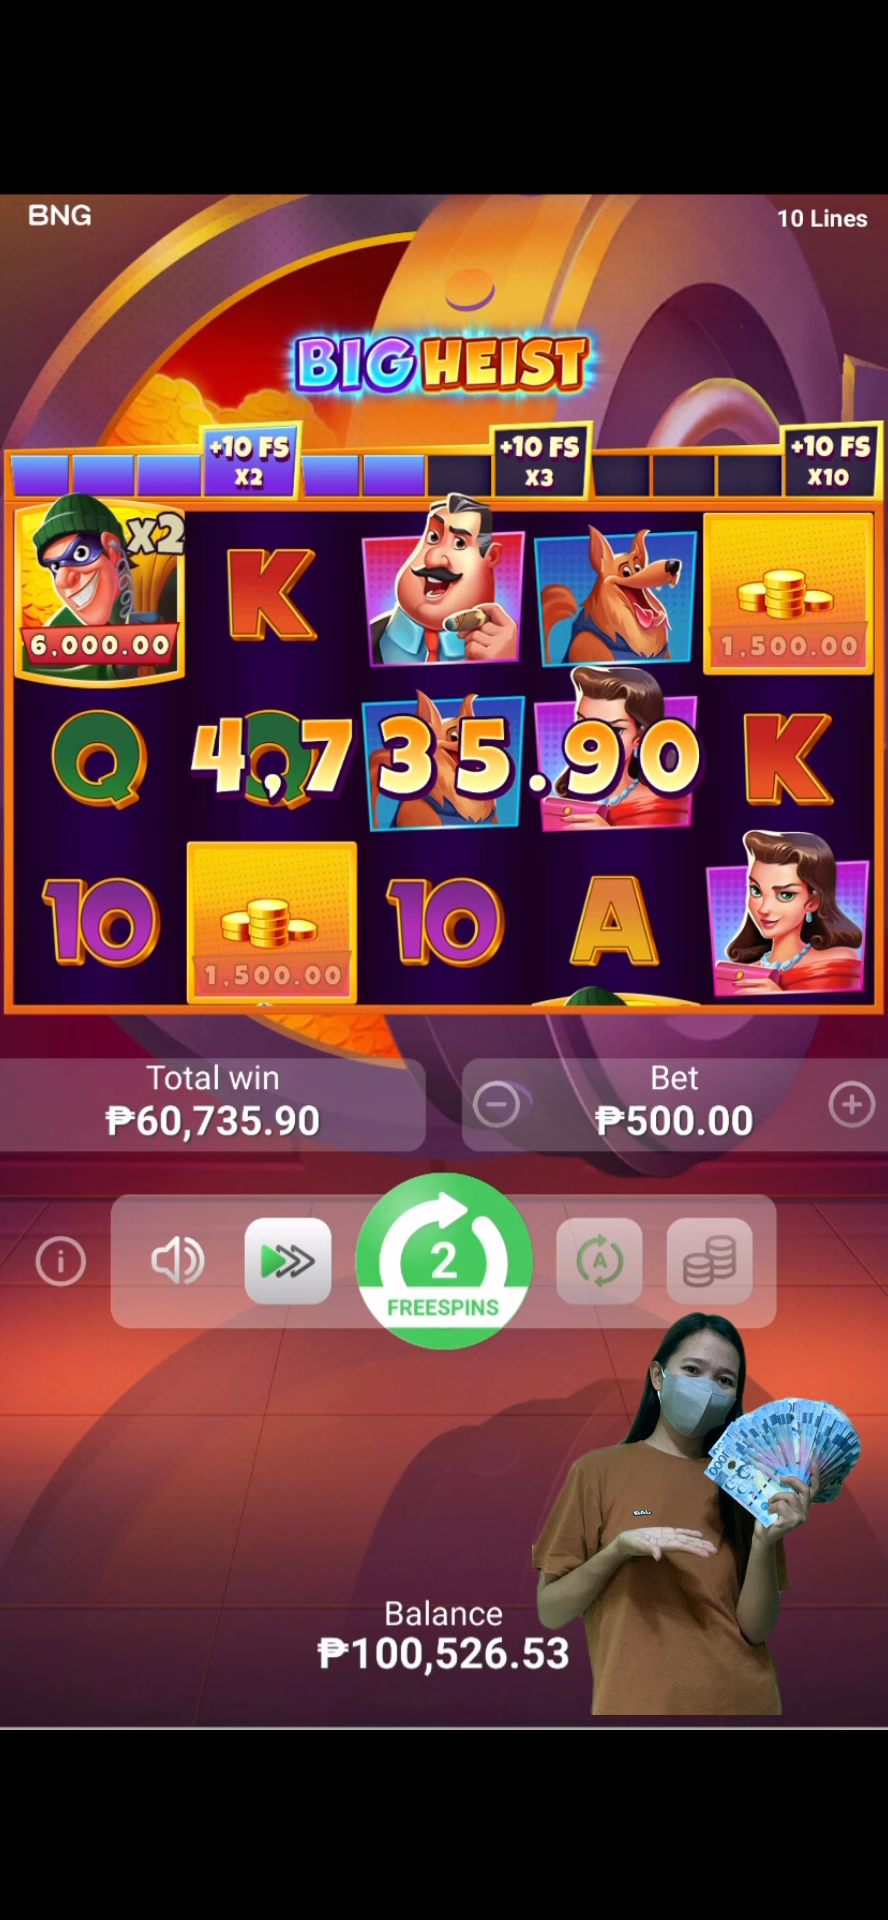 BNG
10 Lines
BIG HEIST
+10 FS
X2
+10 FS
X3
+10 FS
X10
X2
6,000.00
K
1,500.00
Q
Q
4,735.90
K
10
1,500.00
10
A
Total win
₱60,735.90
Bet
₱500.00
2
FREESPINS
A
1000
Balance
₱100,526.53